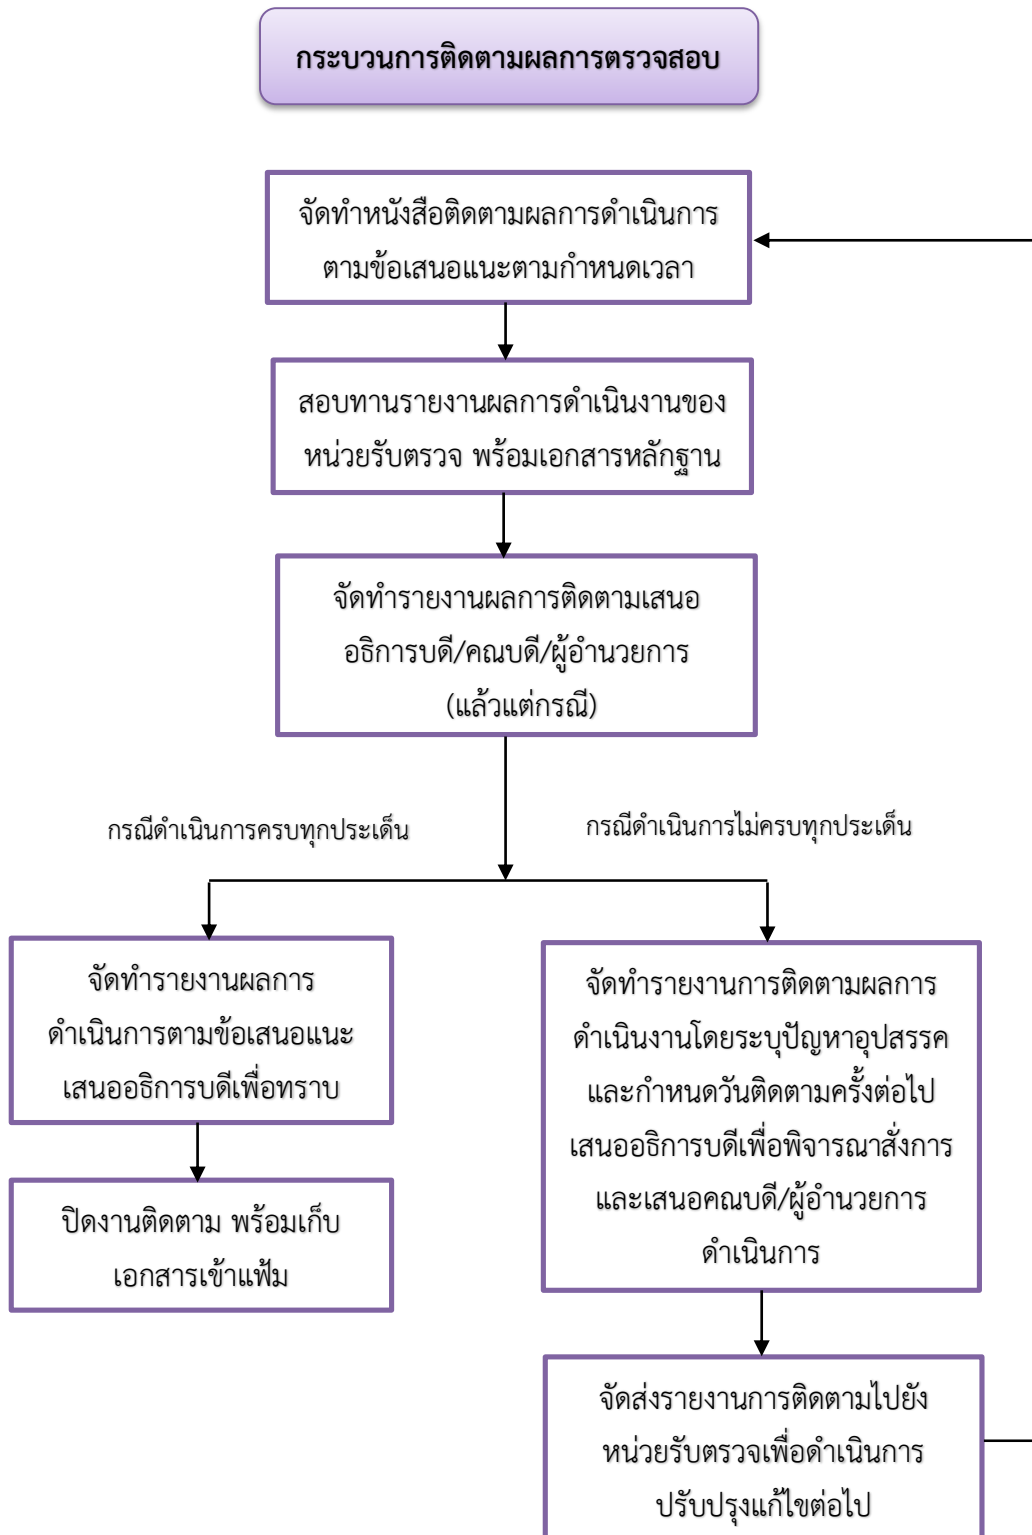 กระบวนการติดตามผลการตรวจสอบ
จัดทำหนังสือติดตามผลการดำเนินการ
ตามข้อเสนอแนะตามกำหนดเวลา
สอบทานรายงานผลการดำเนินงานของ
หน่วยรับตรวจ พร้อมเอกสารหลักฐาน
จัดทำรายงานผลการติดตามเสนอ
อธิการบดี/คณบดี/ผู้อำนวยการ
(แล้วแต่กรณี)
กรณีดำเนินการครบทุกประเด็น
กรณีดำเนินการไม่ครบทุกประเด็น
จัดทำรายงานผลการ
ดำเนินการตามข้อเสนอแนะ
เสนออธิการบดีเพื่อทราบ
ปิดงานติดตาม พร้อมเก็บ
เอกสารเข้าแฟ้ม
จัดทำรายงานการติดตามผลการ
ดำเนินงานโดยระบุปัญหาอุปสรรค
และกำหนดวันติดตามครั้งต่อไป
เสนออธิการบดีเพื่อพิจารณาสั่งการ
และเสนอคณบดี/ผู้อำนวยการ
ดำเนินการ
จัดส่งรายงานการติดตามไปยัง
หน่วยรับตรวจเพื่อดำเนินการ
ปรับปรุงแก้ไขต่อไป